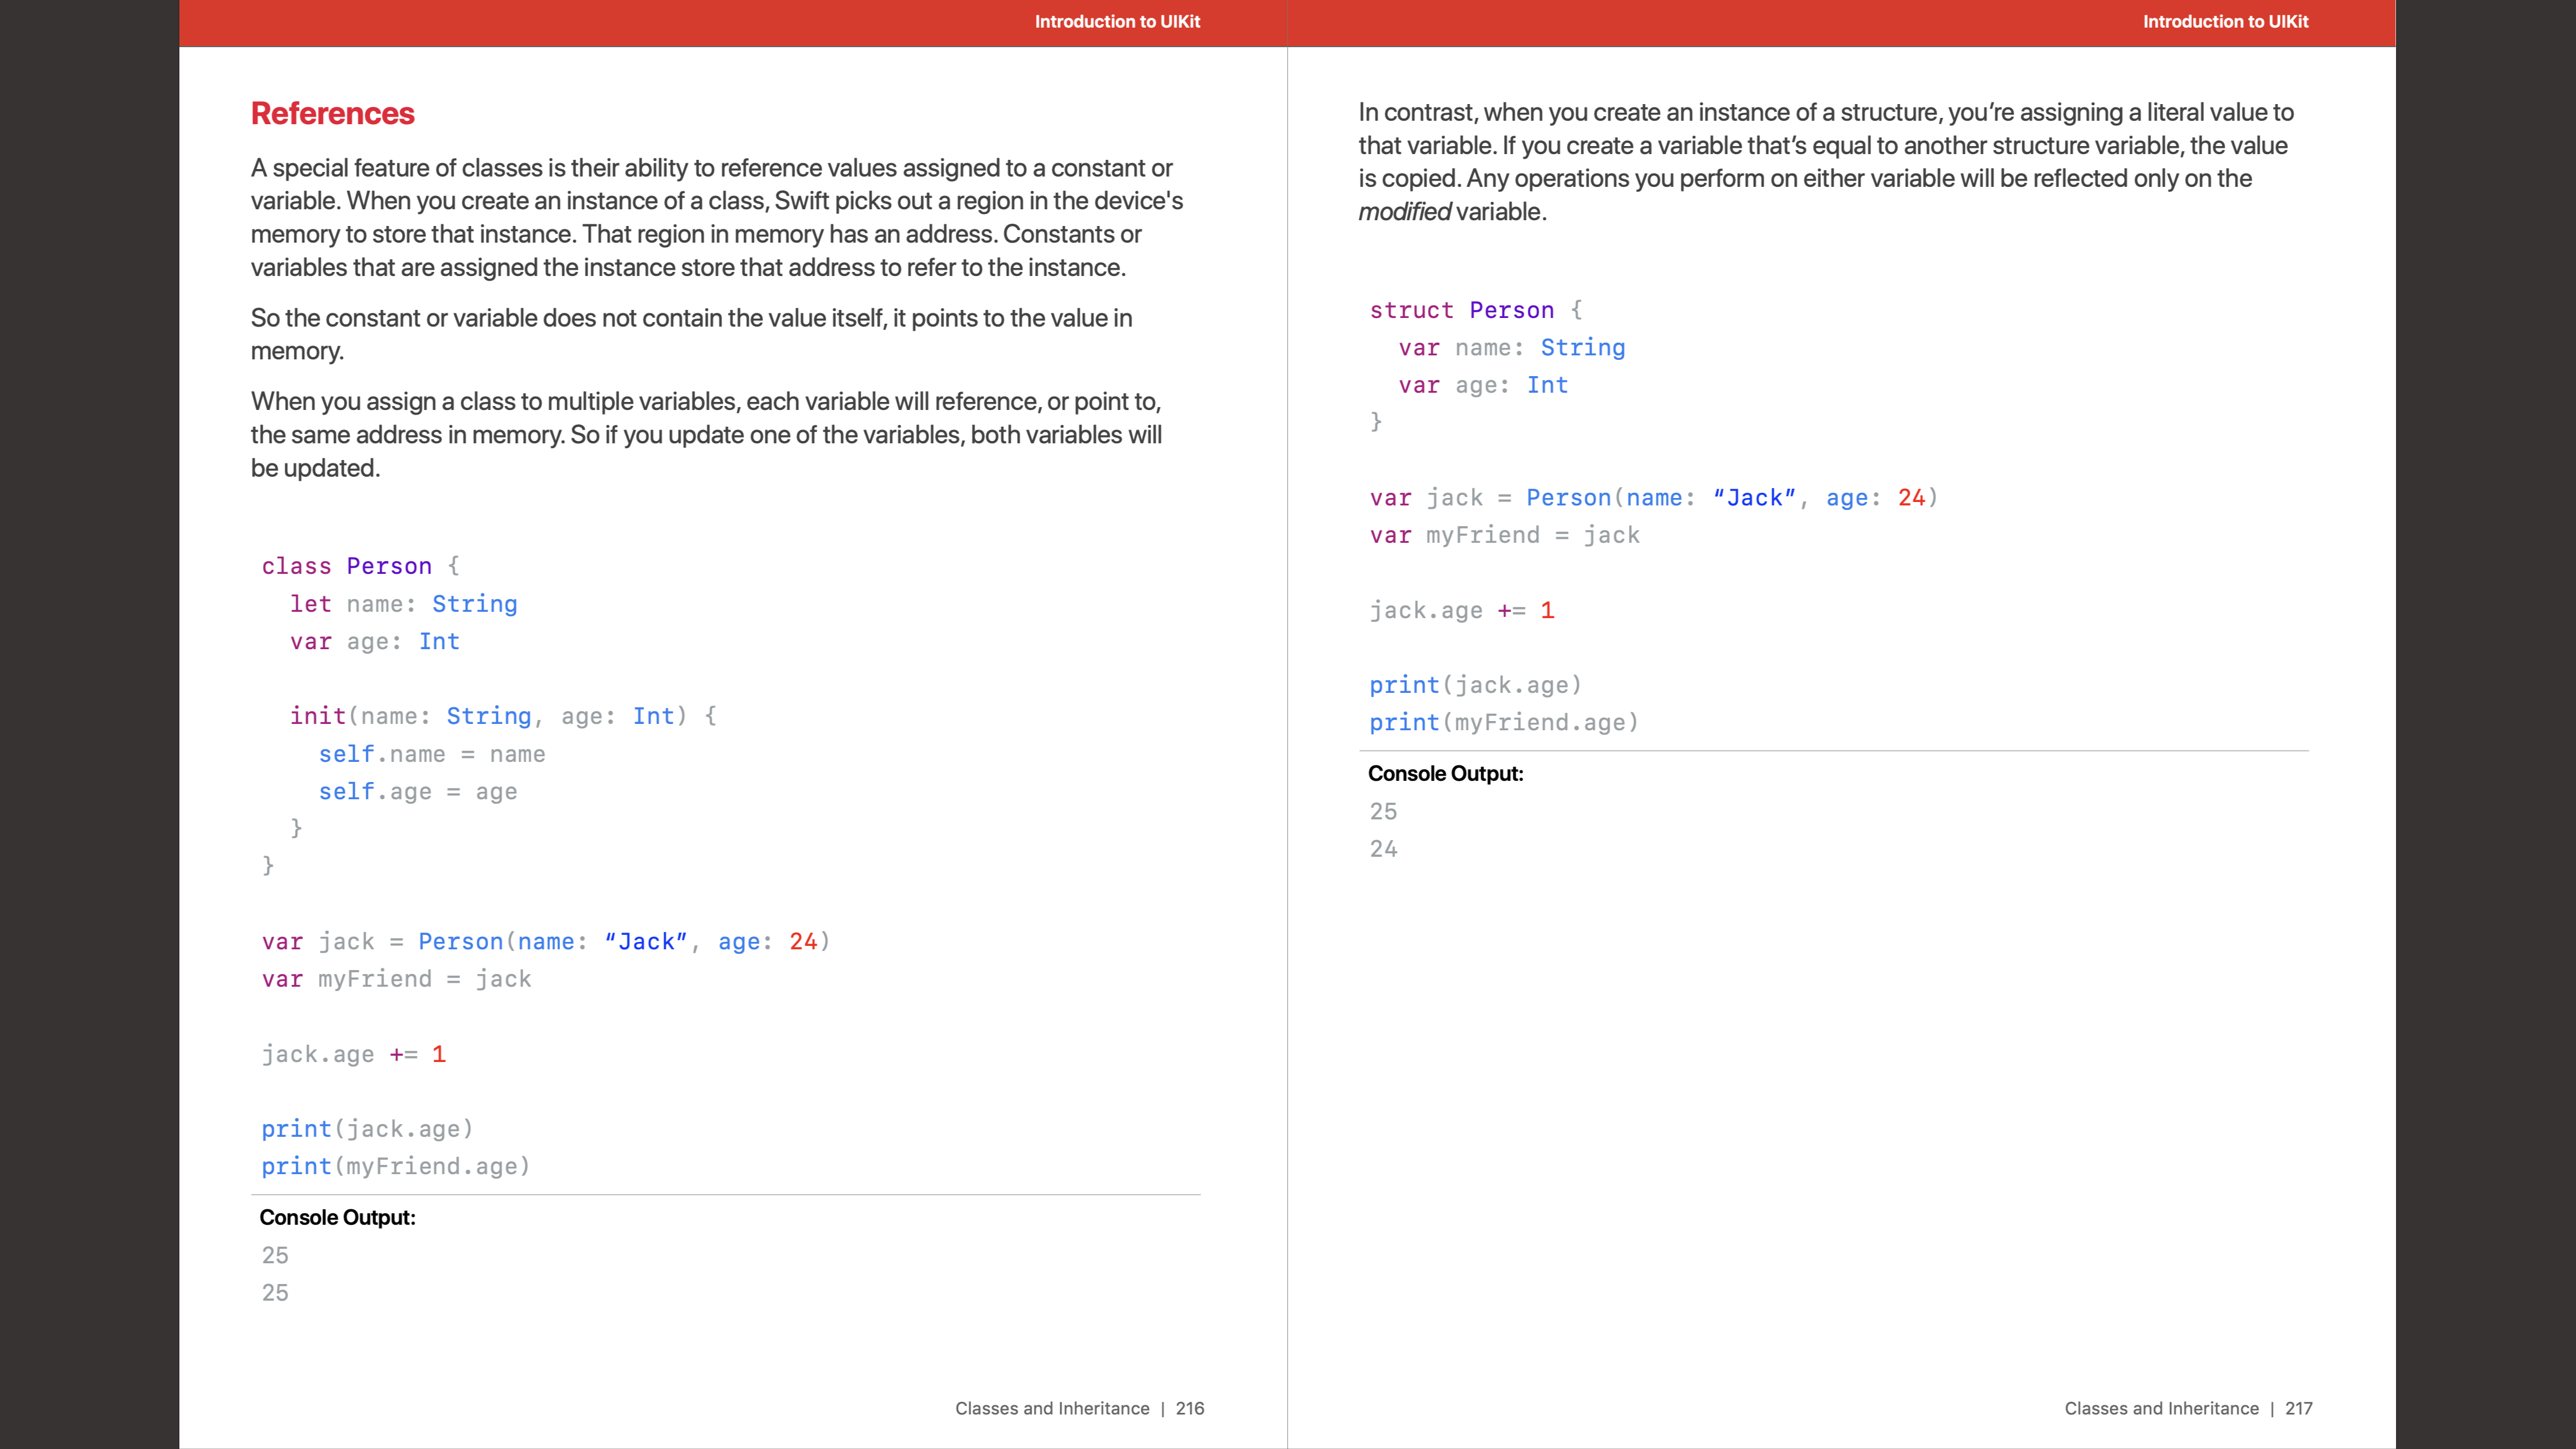 Introduction to UIKit
References
A special feature of classes is their ability to reference values assigned to a constant or
variable. When you create an instance of a class, Swift picks out a region in the device's
memory to store that instance. That region in memory has an address. Constants or
variables that are assigned the instance store that address to refer to the instance.
So the constant or variable does not contain the value itself, it points to the value in
memory.
When you assign a class to multiple variables, each variable will reference, or point to,
the same address in memory. So if you update one of the variables, both variables will
be updated.
class Person {
  let name: String
  var age: Int
  init(name: String, age: Int) {
    self.name = name
    self.age = age
  }
}
var jack = Person(name: “Jack”, age: 24)
var myFriend = jack
jack.age += 1
print(jack.age)
print(myFriend.age)
Console Output:
25
25
Classes and Inheritance | 216
Introduction to UIKit
In contrast, when you create an instance of a structure, you’re assigning a literal value to
that variable. If you create a variable that’s equal to another structure variable, the value
is copied. Any operations you perform on either variable will be reflected only on the
modified variable.
struct Person {
  var name: String
  var age: Int
}
var jack = Person(name: “Jack”, age: 24)
var myFriend = jack
jack.age += 1
print(jack.age)
print(myFriend.age)
Console Output:
25
24
Classes and Inheritance | 217